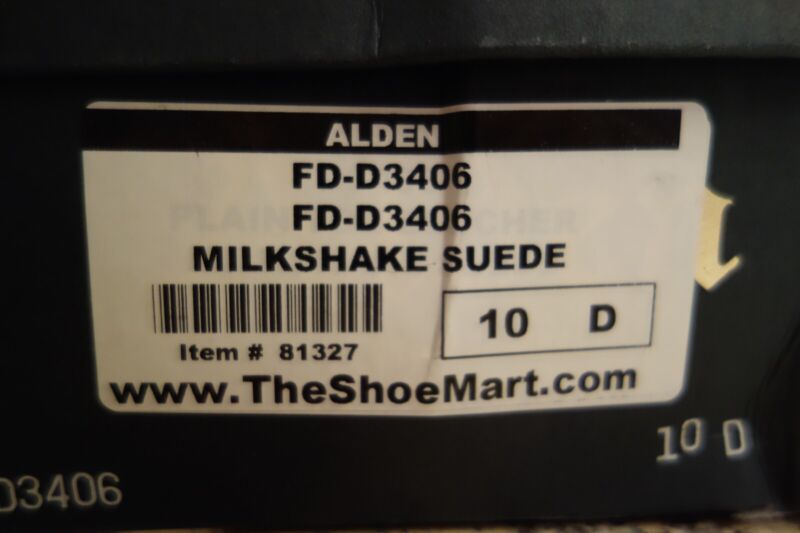 ALDEN
FD-D3406
FD-D3406
MILKSHAKE SUEDE
10 D
Item # 81327
www.TheShoeMart.com
10 D
D3406